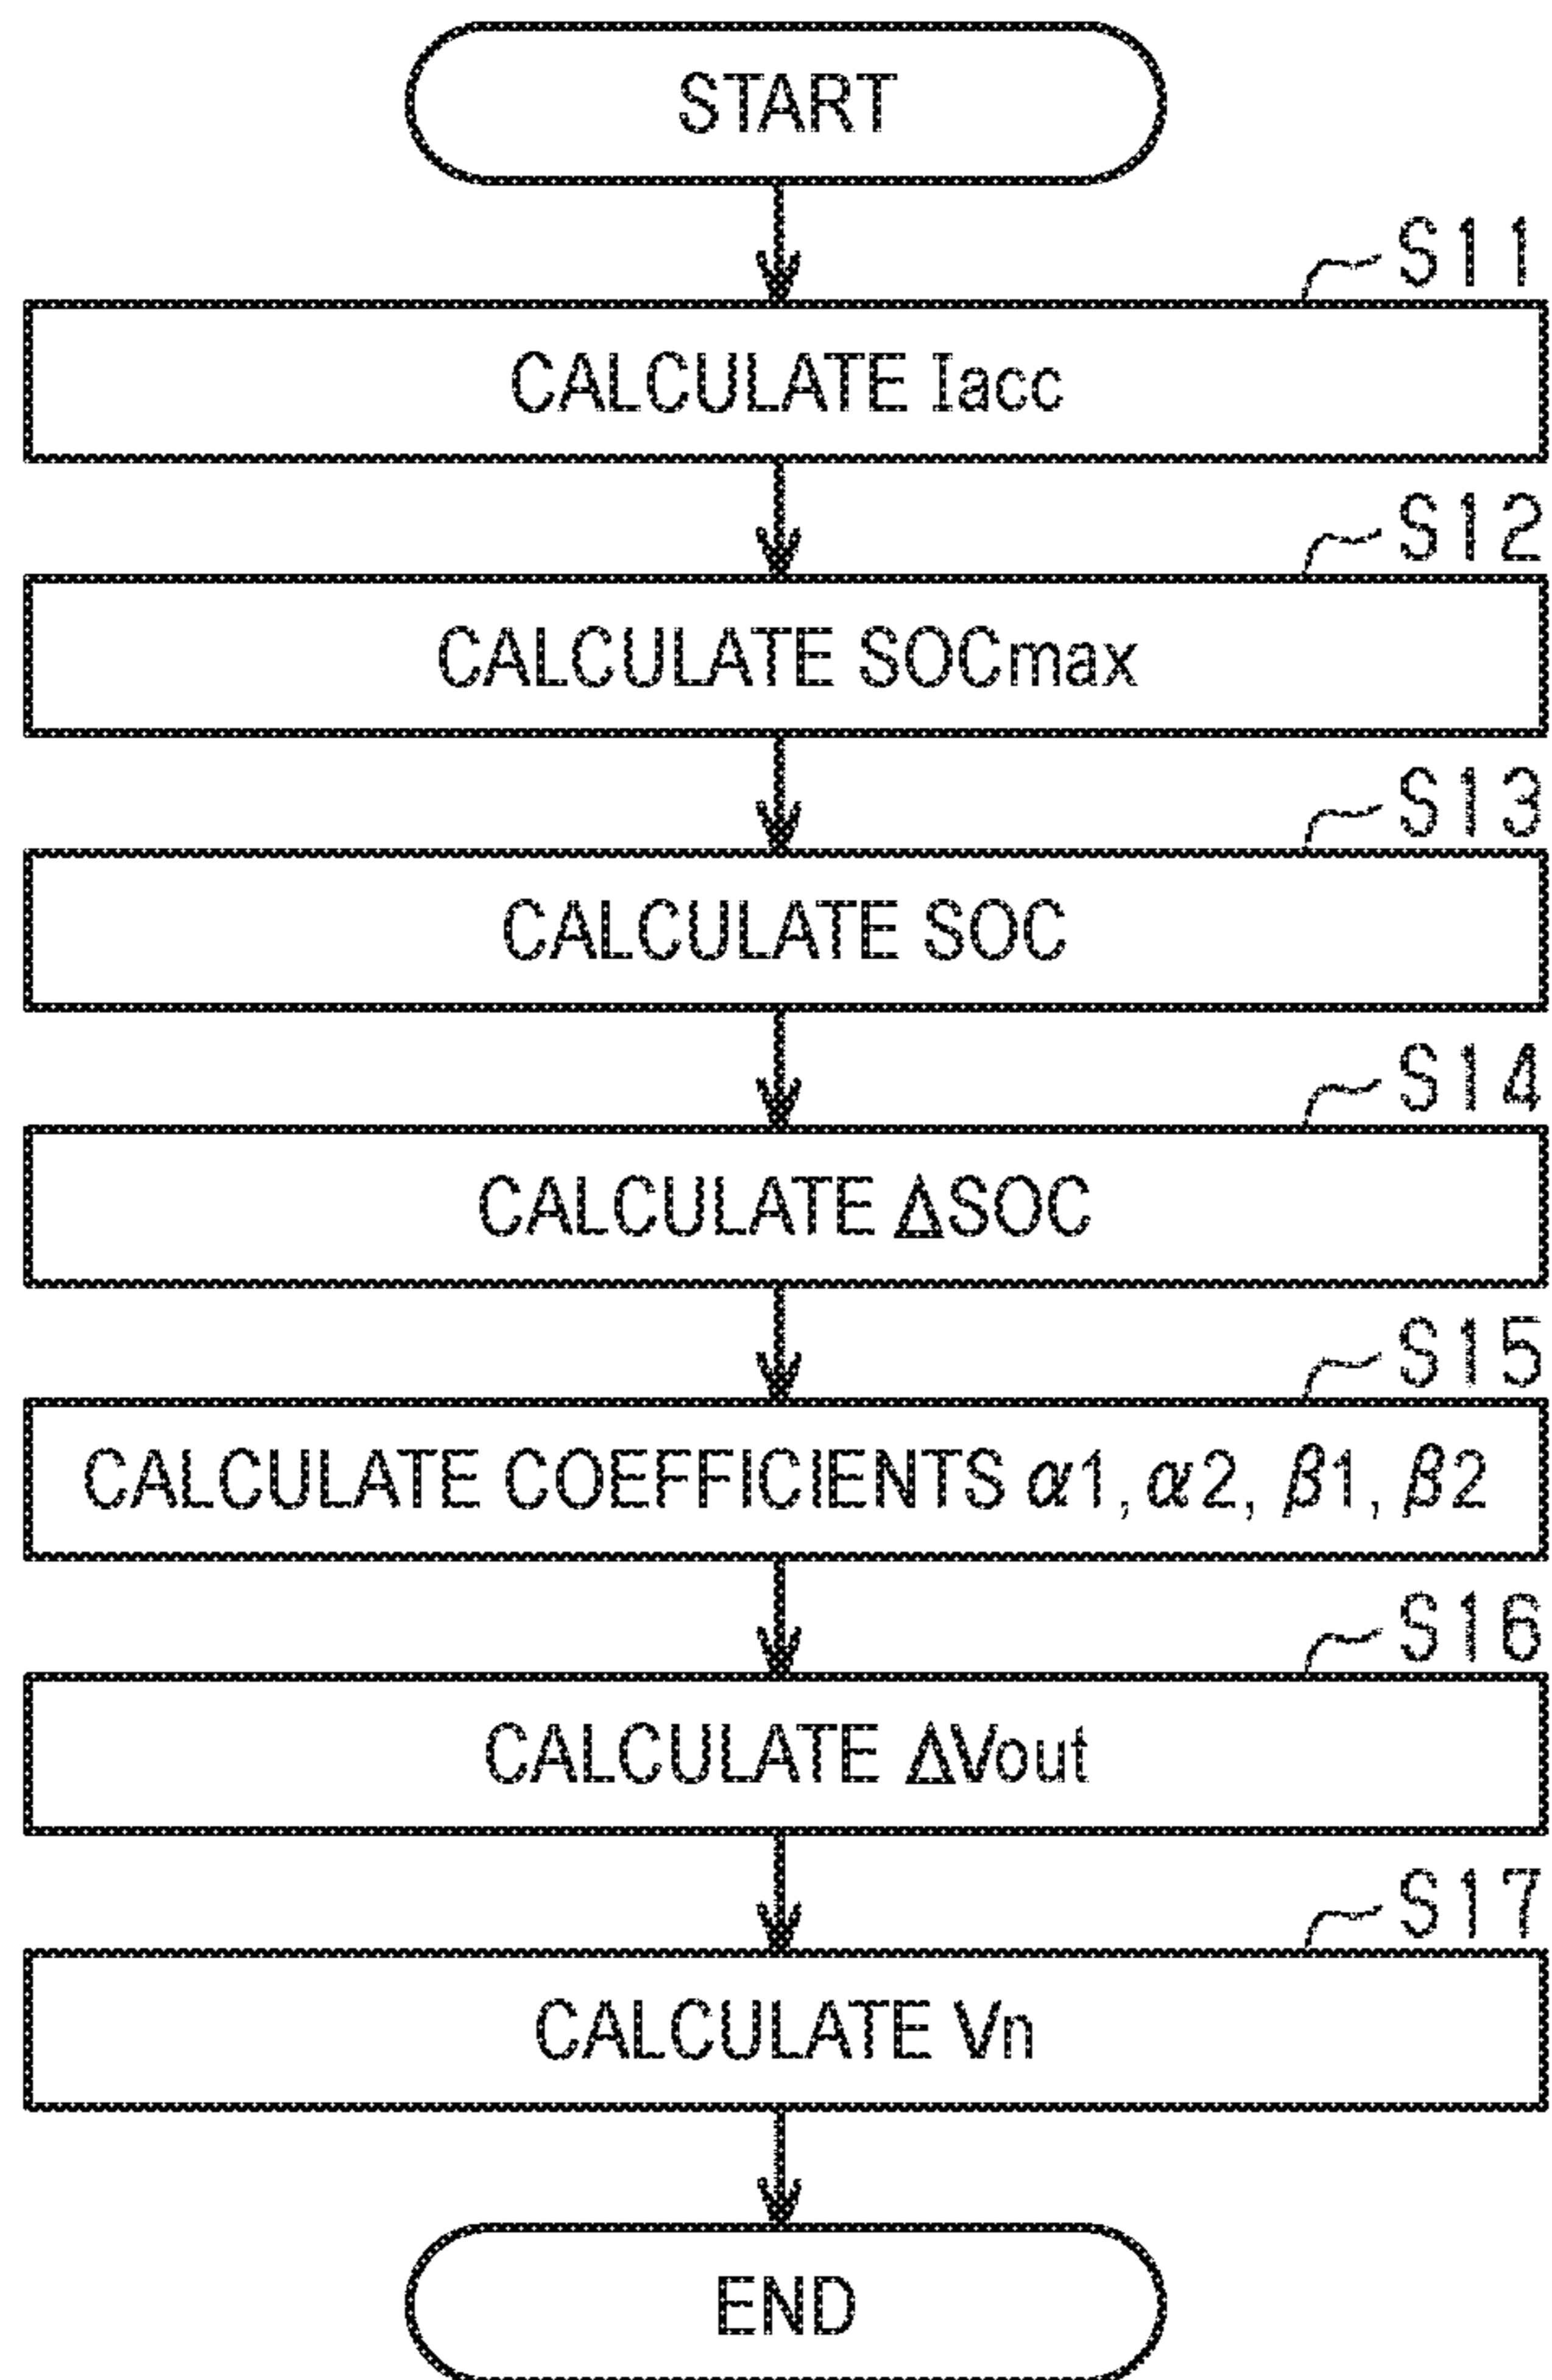 START
S11
CALCULATE Iacc
S12
CALCULATE SOCmax
S13
CALCULATE SOC
S14
CALCULATE ΔSOC
S15
CALCULATE COEFFICIENTS α1, α2, β1, β2
S16
CALCULATE ΔVout
S17
CALCULATE Vn
END